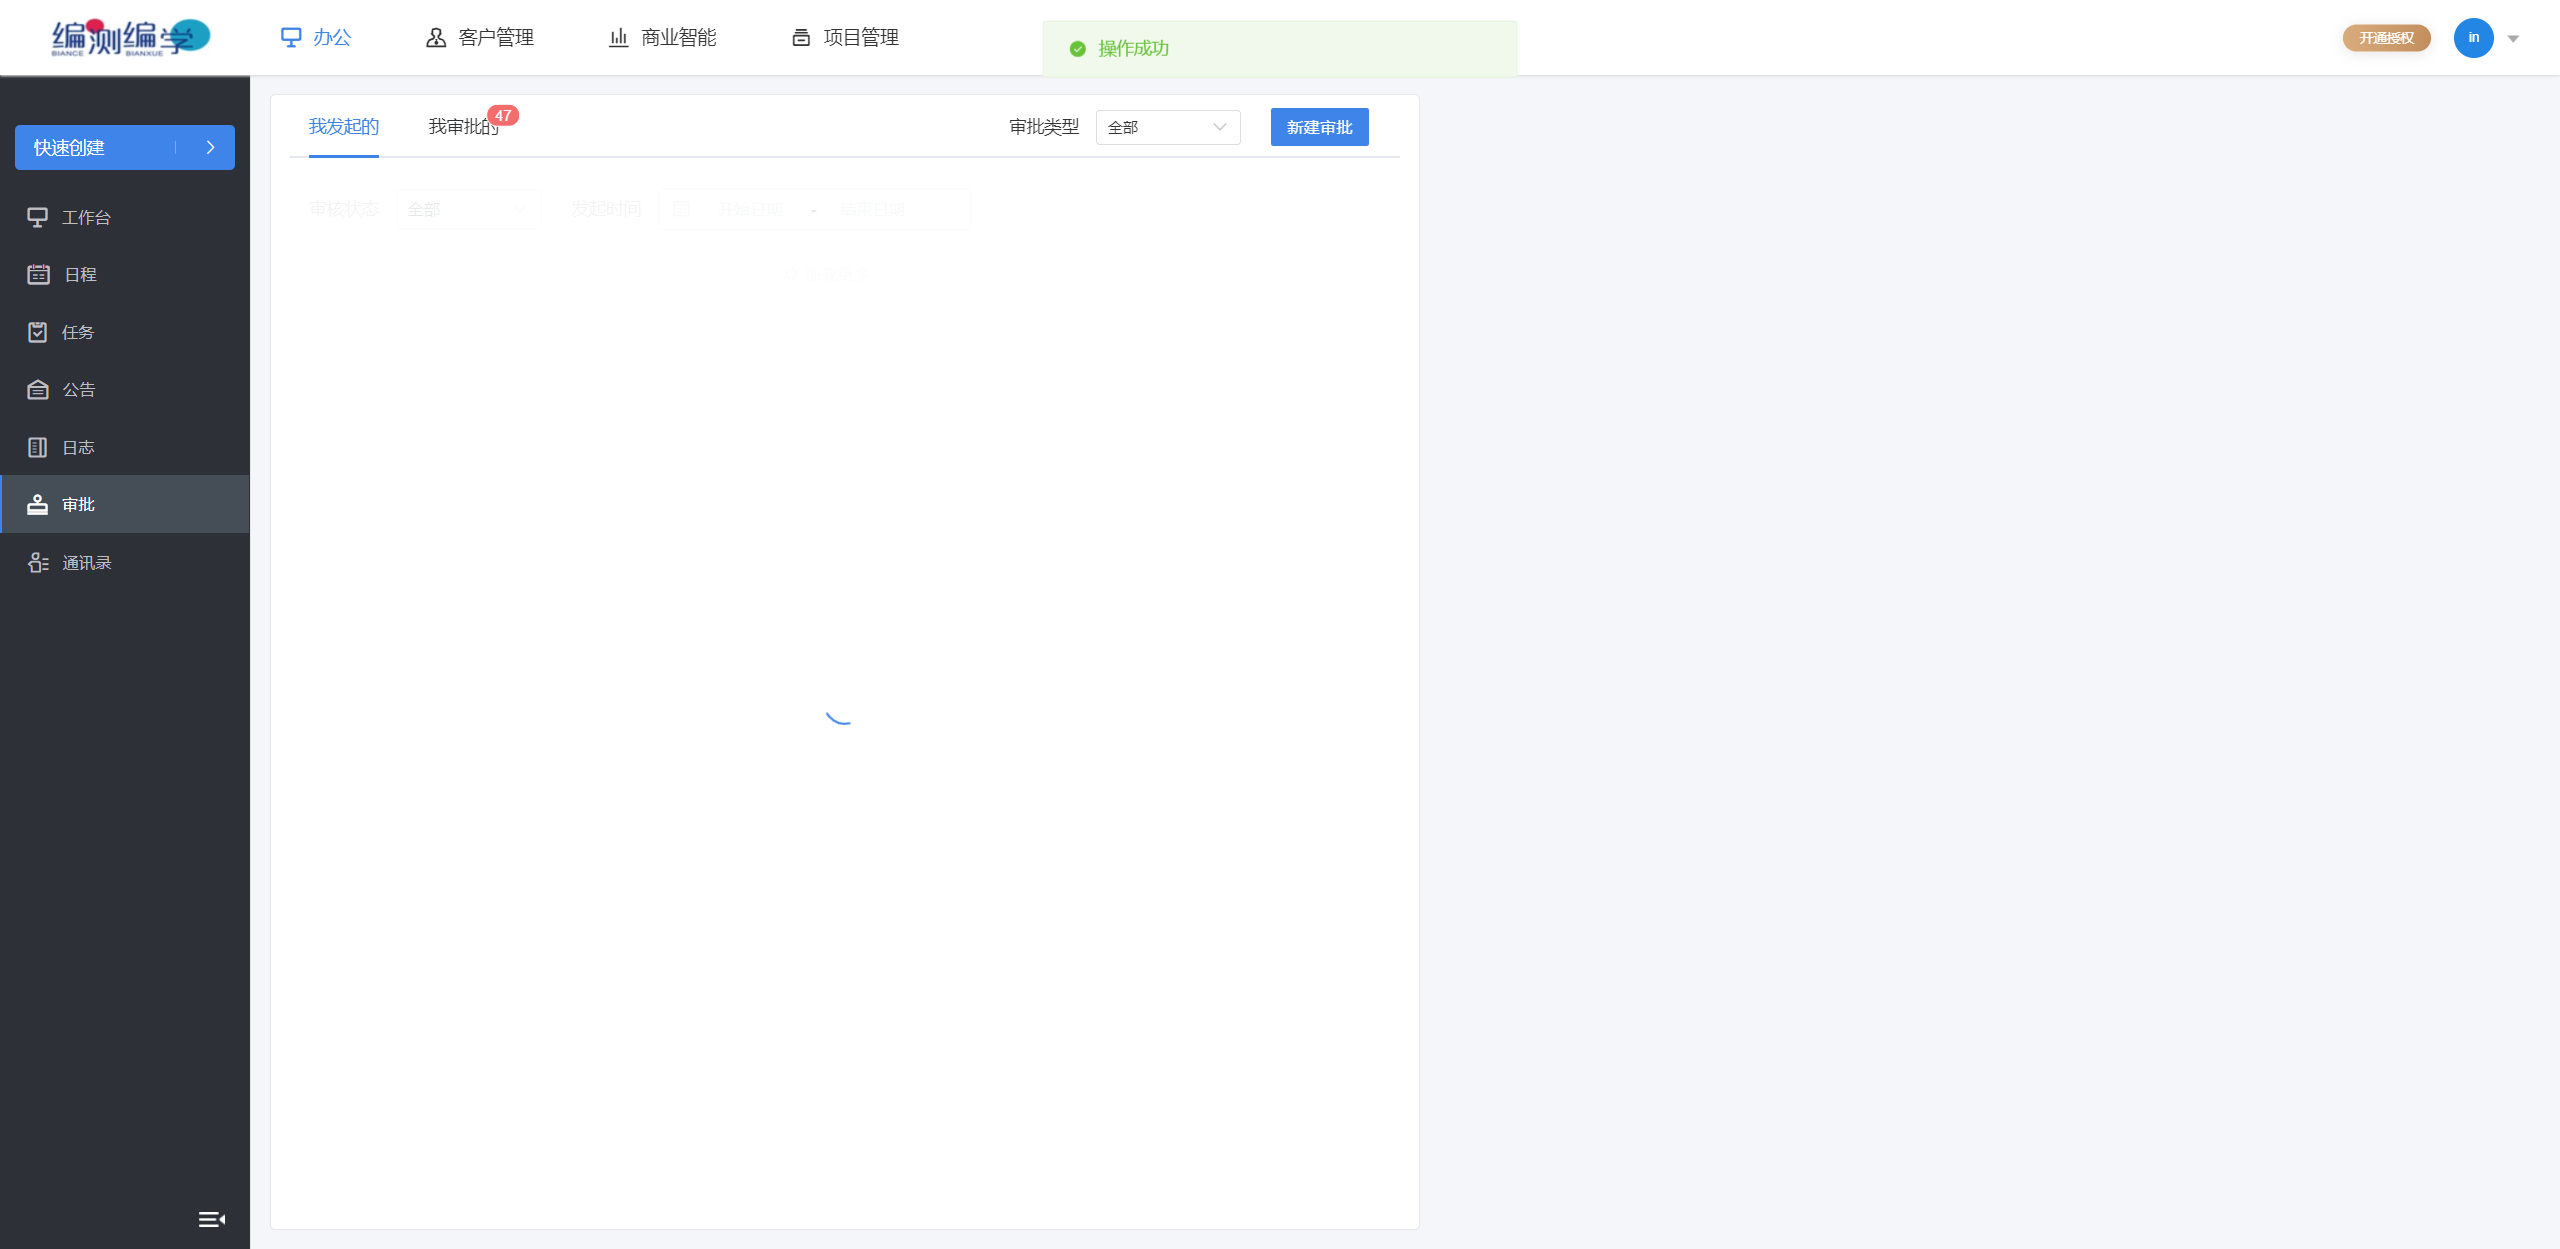 编测编学
BIANCE BIANXUE
办公
客户管理
商业智能
项目管理
操作成功
开通授权
in
快速创建
工作台
日程
任务
公告
日志
审批
通讯录
我发起的
我审批的
47
审批类型
全部
新建审批
审核状态
全部
发起时间
开始日期
-
结束日期